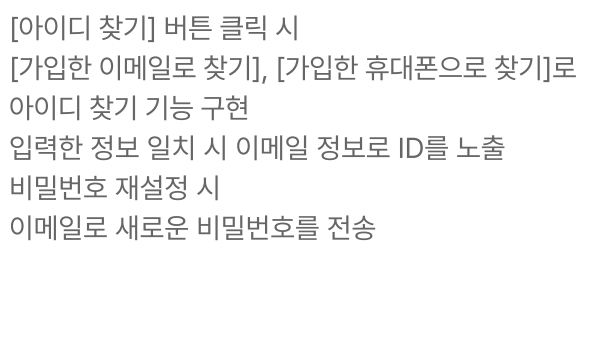 [아이디 찾기] 버튼 클릭 시
[가입한 이메일로 찾기], [가입한 휴대폰으로 찾기]로
아이디 찾기 기능 구현
입력한 정보 일치 시 이메일 정보로 ID를 노출
비밀번호 재설정 시
이메일로 새로운 비밀번호를 전송